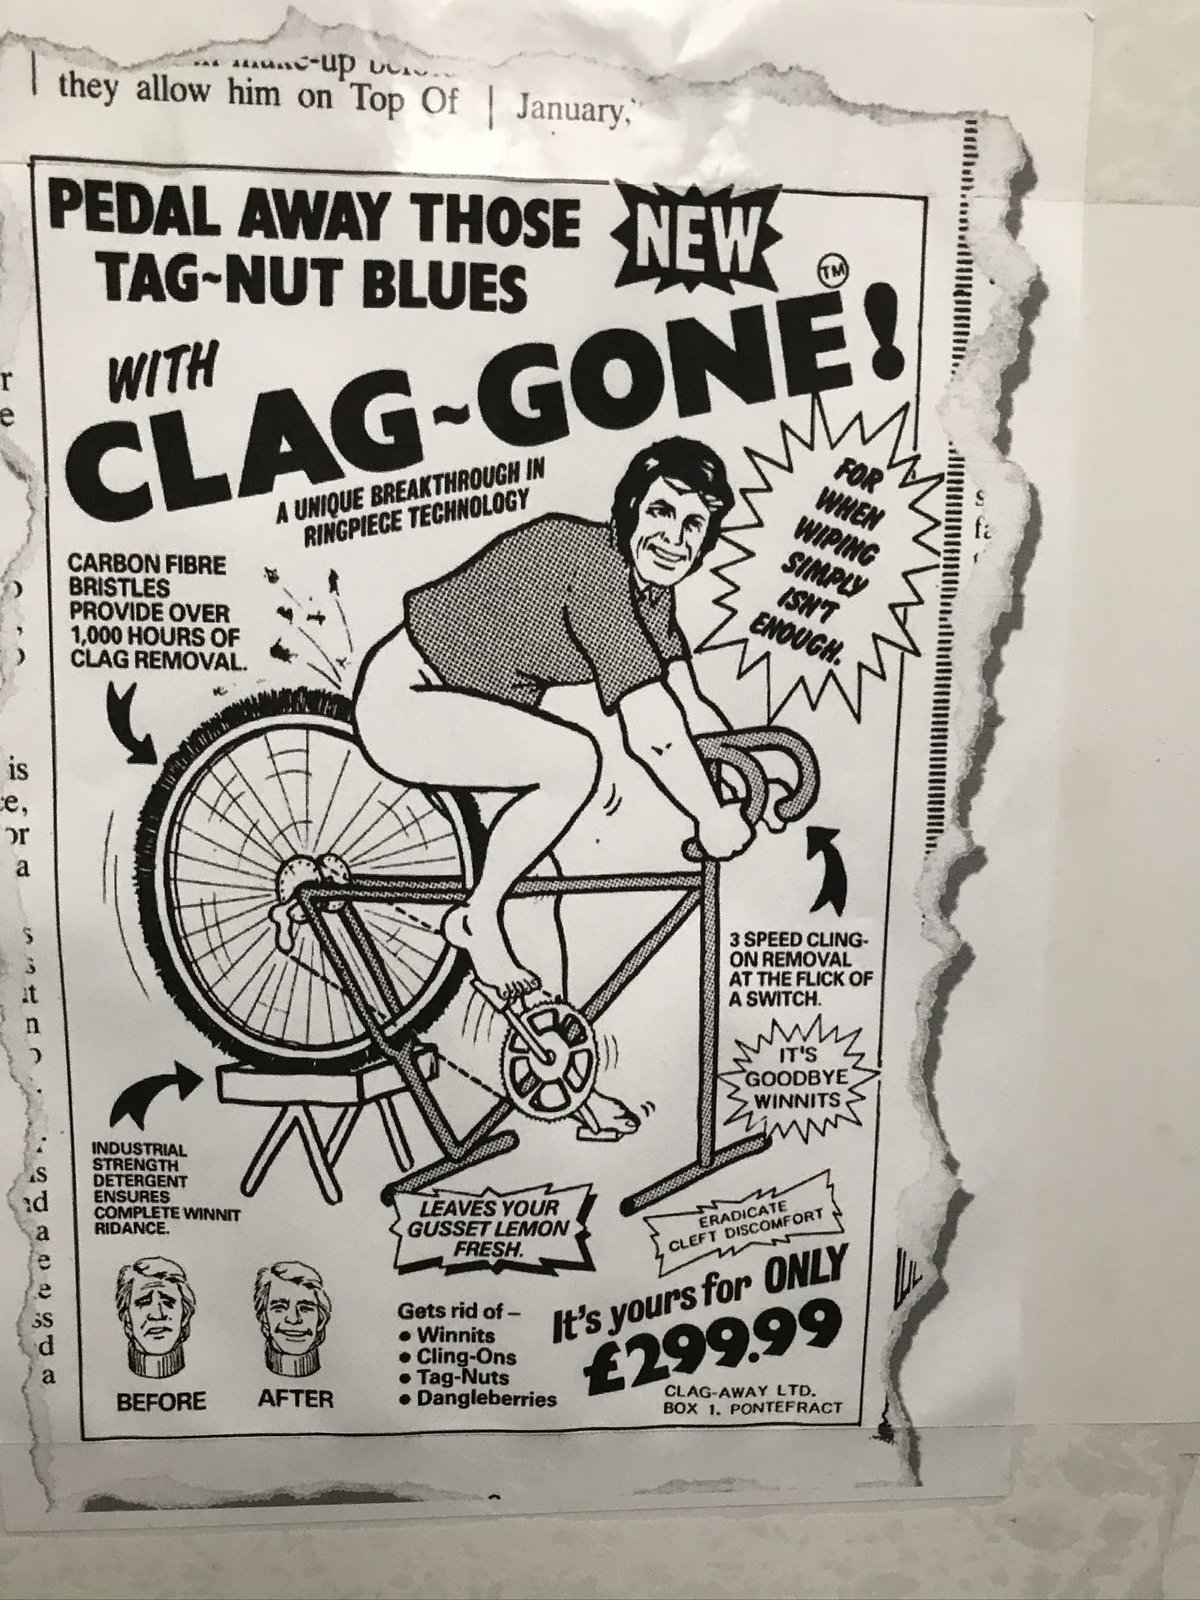 they allow him on Top Of
January,"
PEDAL AWAY THOSE
TAG~NUT BLUES
NEW
WITH
CLAG~GONE!
TM
A UNIQUE BREAKTHROUGH IN
RINGPIECE TECHNOLOGY
FOR
WHEN
WIPING
SIMPLY
ISN'T
ENOUGH.
CARBON FIBRE
BRISTLES
PROVIDE OVER
1,000 HOURS OF
CLAG REMOVAL.
3 SPEED CLING-
ON REMOVAL
AT THE FLICK OF
A SWITCH.
IT'S
GOODBYE
WINNITS
INDUSTRIAL
STRENGTH
DETERGENT
ENSURES
COMPLETE WINNIT
RIDANCE.
LEAVES YOUR
GUSSET LEMON
FRESH.
ERADICATE
CLEFT DISCOMFORT
BEFORE
AFTER
Gets rid of –
• Winnits
• Cling-Ons
• Tag-Nuts
• Dangleberries
It's yours for ONLY
£299.99
CLAG-AWAY LTD.
BOX 1. PONTEFRACT